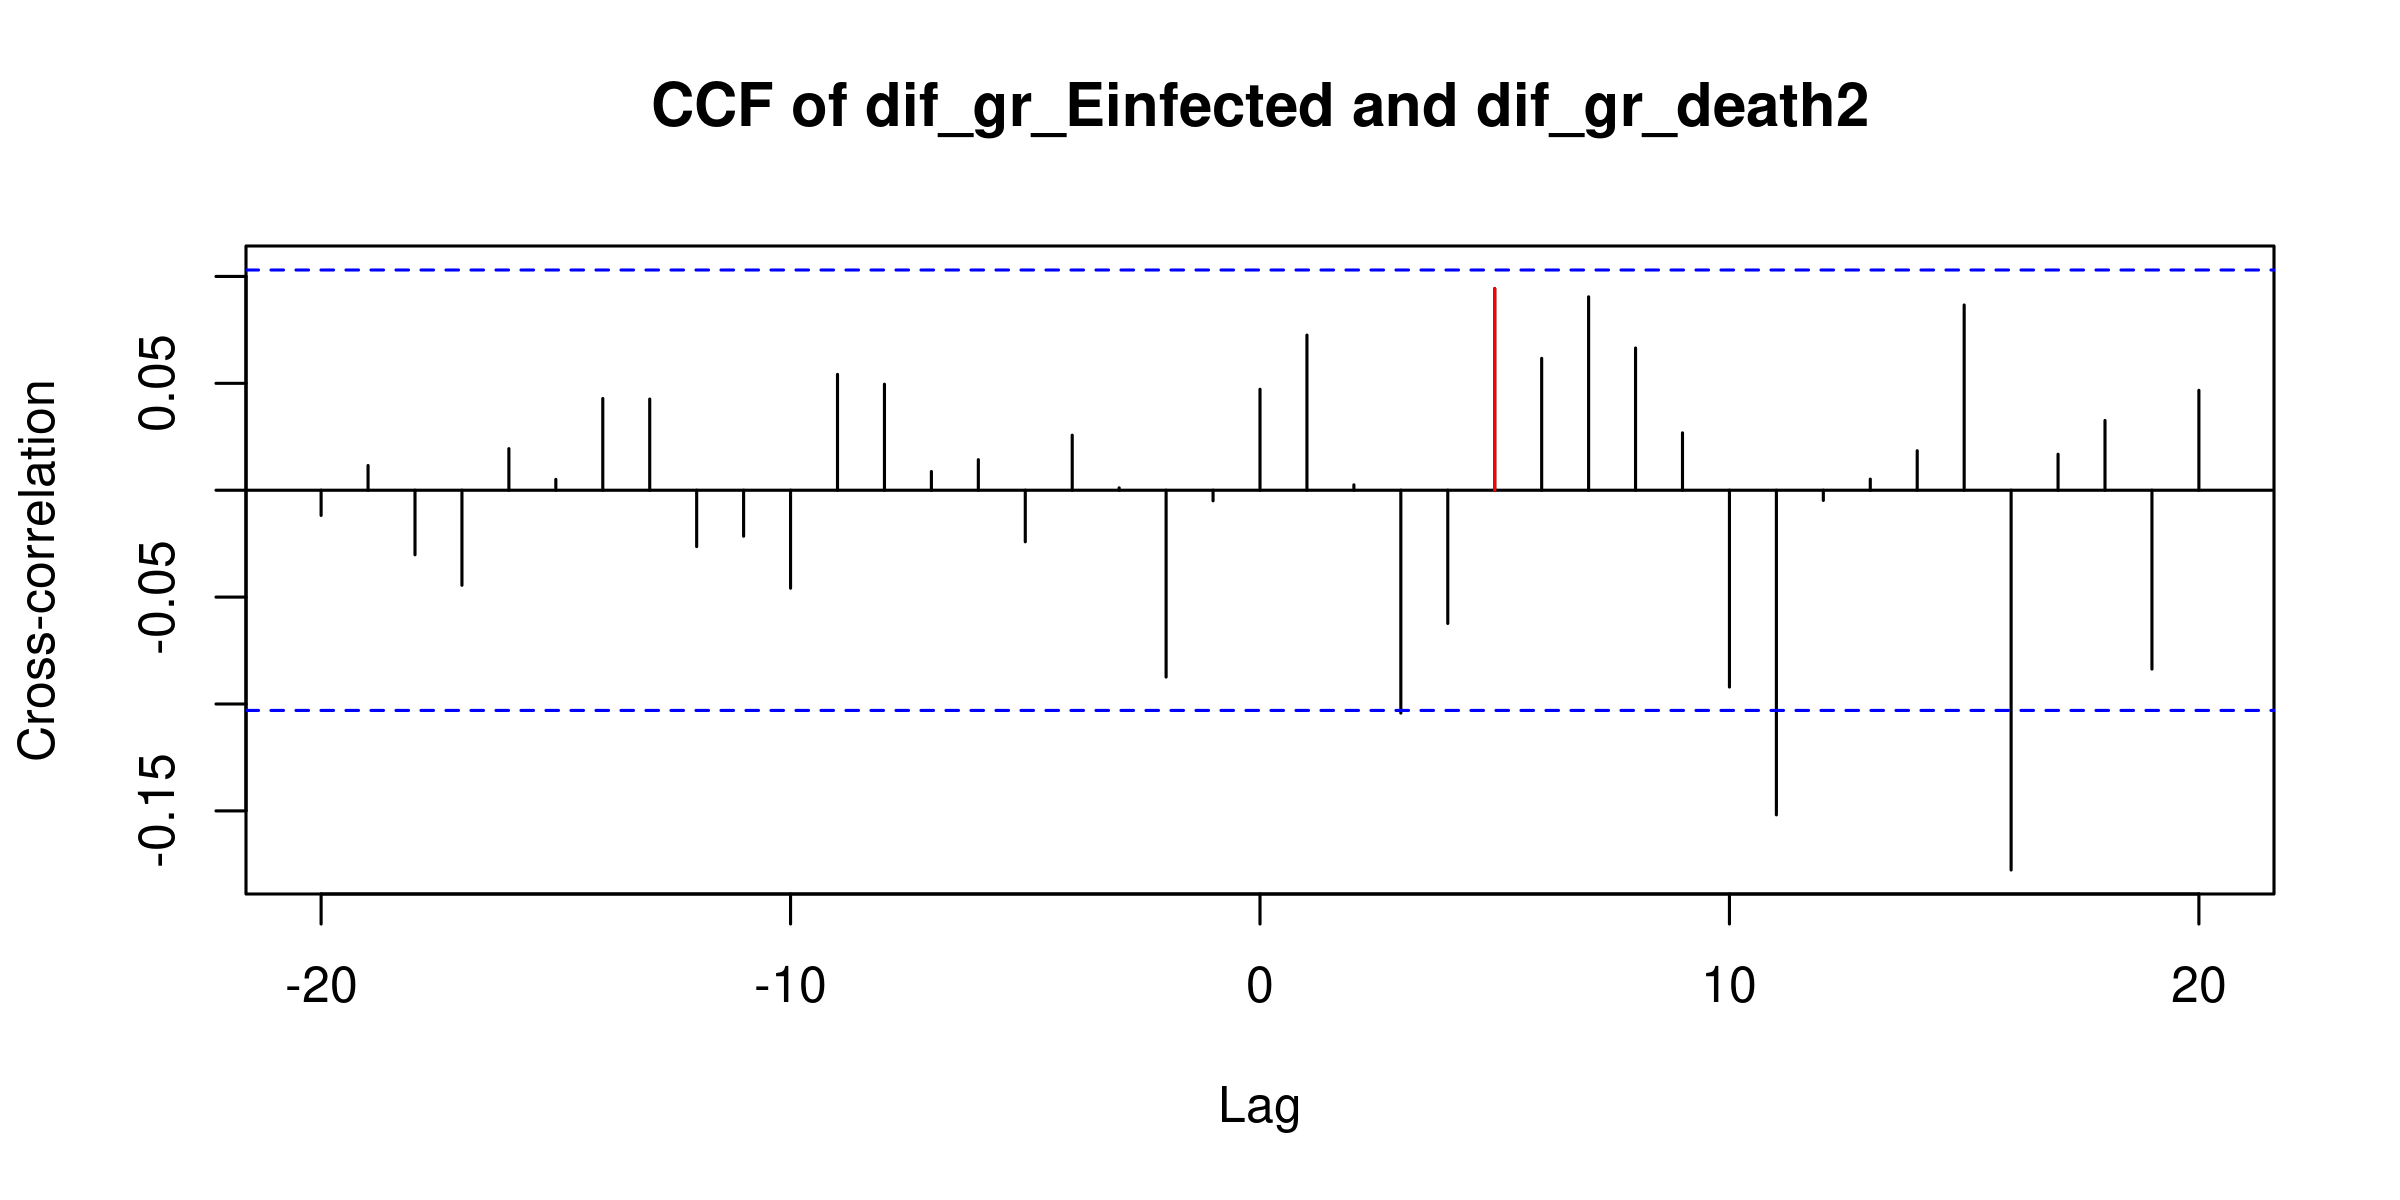 CCF of dif_gr_Einfected and dif_gr_death2
Cross-correlation
0.05
-0.05
-0.15
-20
-10
0
10
20
Lag